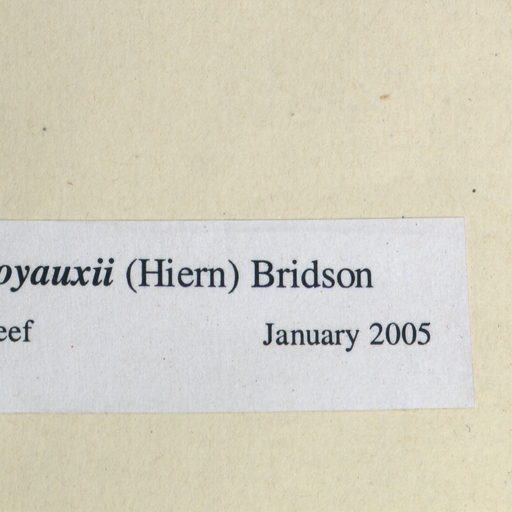 oyauxii (Hiern) Bridson
eef January 2005